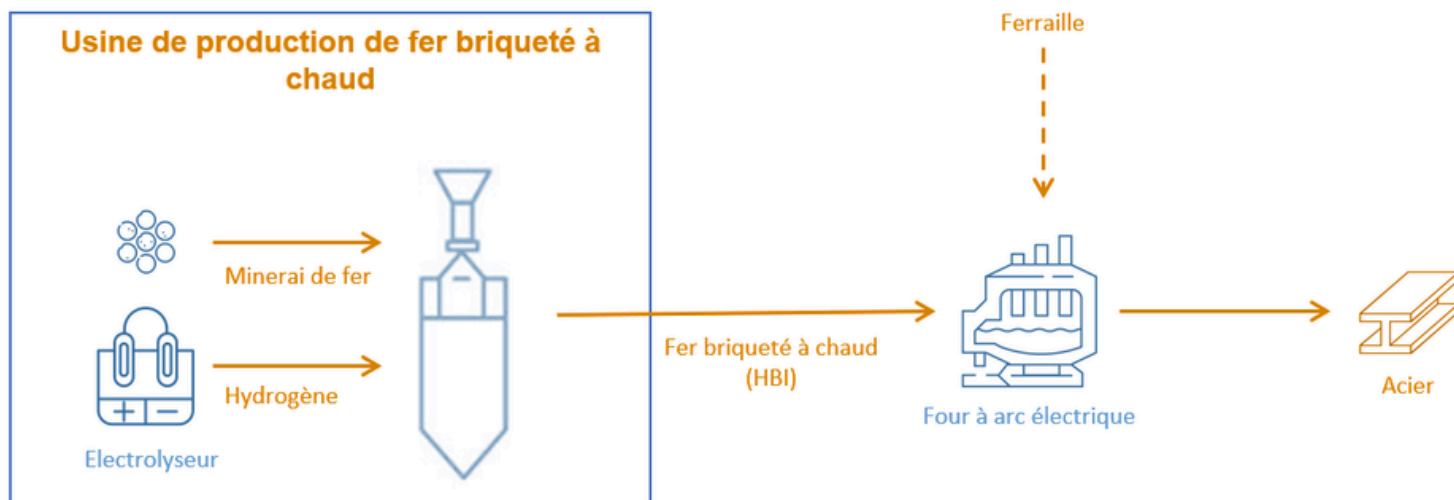 Usine de production de fer briqueté à
chaud
Ferraille
Minerai de fer
Hydrogène
Electrolyseur
Fer briqueté à chaud
(HBI)
Four à arc électrique
Acier